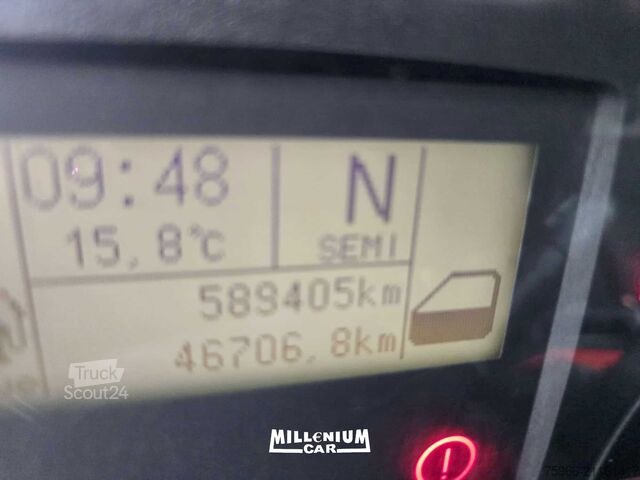 09:48
N
15,8°C
SEMI
589405km
46706,8km
Truck
Scout24
MILLENIUM
CAR